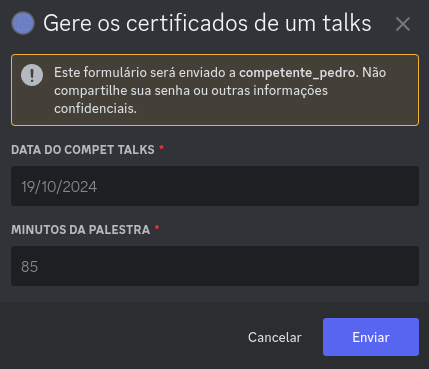 Gere os certificados de um talks
Este formulário será enviado a competente_pedro. Não
compartilhe sua senha ou outras informações
confidenciais.
DATA DO COMPET TALKS *
19/10/2024
MINUTOS DA PALESTRA *
85
Cancelar
Enviar